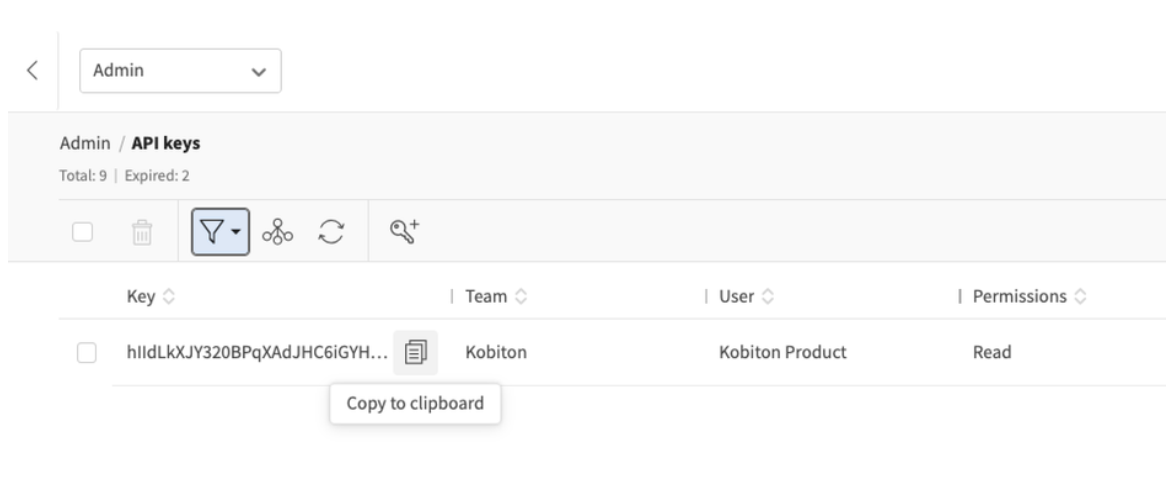 Admin
Admin / API keys
Total: 9 | Expired: 2
Key | Team | User | Permissions
hIIdLkXJY320BPqXAdJHC6iGYH... Kobiton Kobiton Product Read
Copy to clipboard